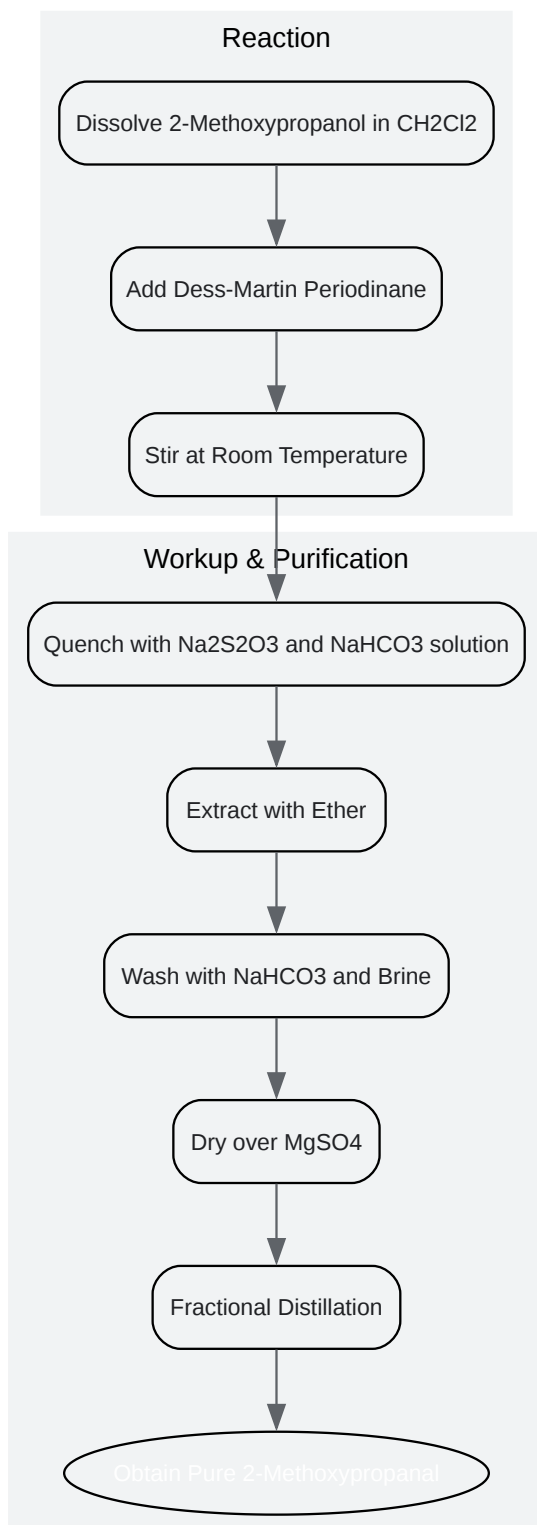 Reaction
Dissolve 2-Methoxypropanol in CH2Cl2
Add Dess-Martin Periodinane
Stir at Room Temperature
Workup & Purification
Quench with Na2S2O3 and NaHCO3 solution
Extract with Ether
Wash with NaHCO3 and Brine
Dry over MgSO4
Fractional Distillation
Obtain Pure 2-Methoxypropanal